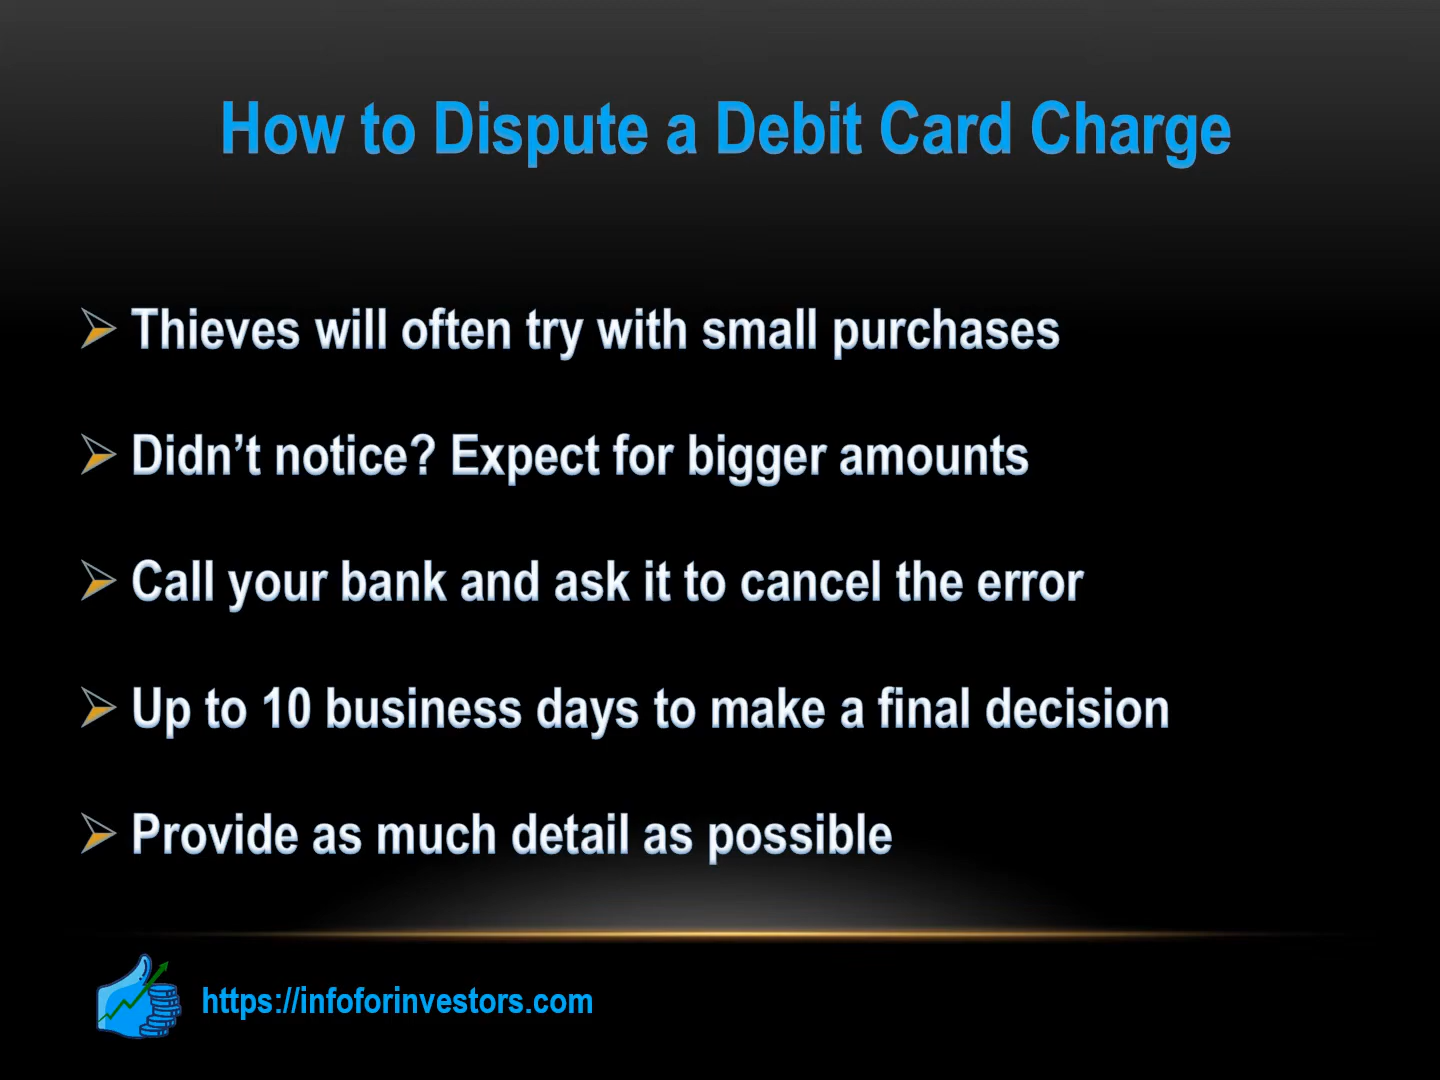 How to Dispute a Debit Card Charge
Thieves will often try with small purchases
Didn’t notice? Expect for bigger amounts
Call your bank and ask it to cancel the error
Up to 10 business days to make a final decision
Provide as much detail as possible
https://infoforinvestors.com